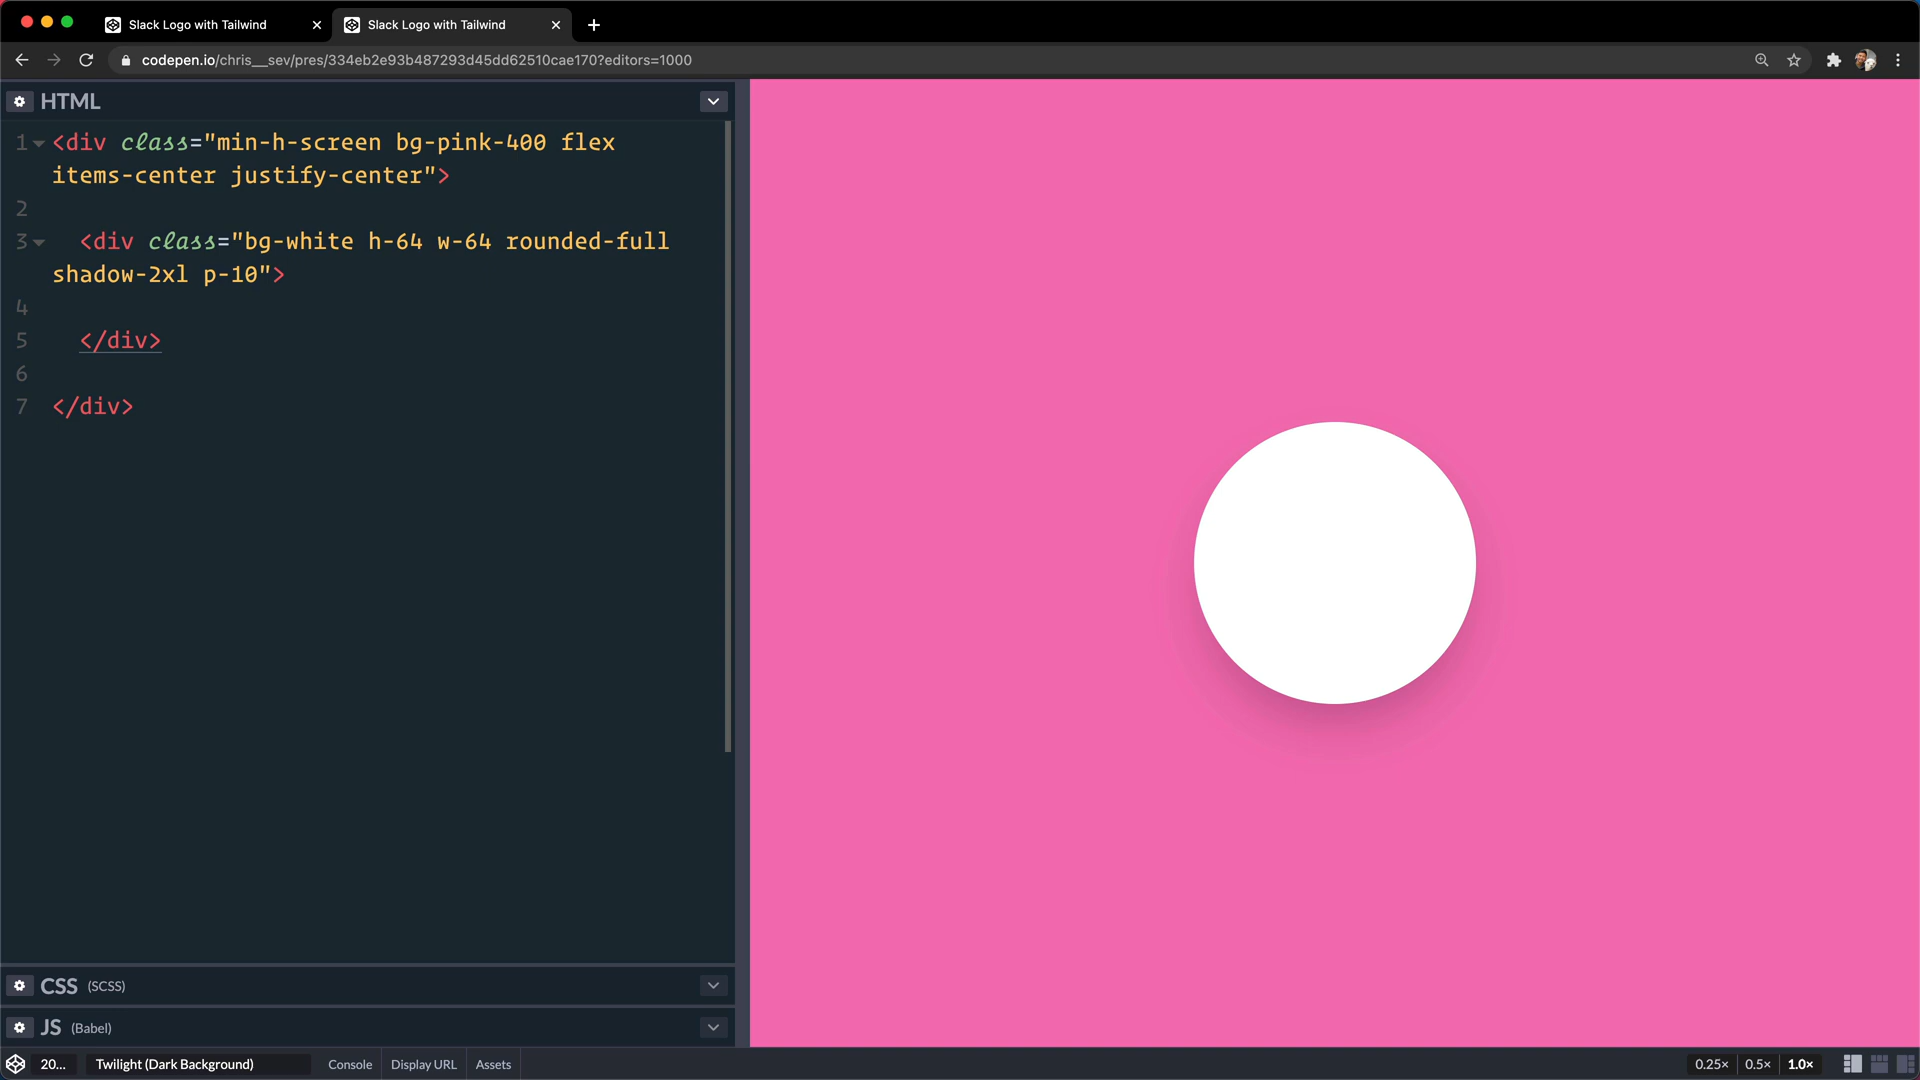 Slack Logo with Tailwind
Slack Logo with Tailwind
codepen.io/chris__sev/pres/334eb2e93b487293d45dd62510cae170?editors=1000
HTML
1 <div class="min-h-screen bg-pink-400 flex
items-center justify-center">
2
3 <div class="bg-white h-64 w-64 rounded-full
shadow-2xl p-10">
4
5 </div>
6
7 </div>
CSS (SCSS)
JS (Babel)
20... Twilight (Dark Background) Console Display URL Assets 0.25× 0.5× 1.0×